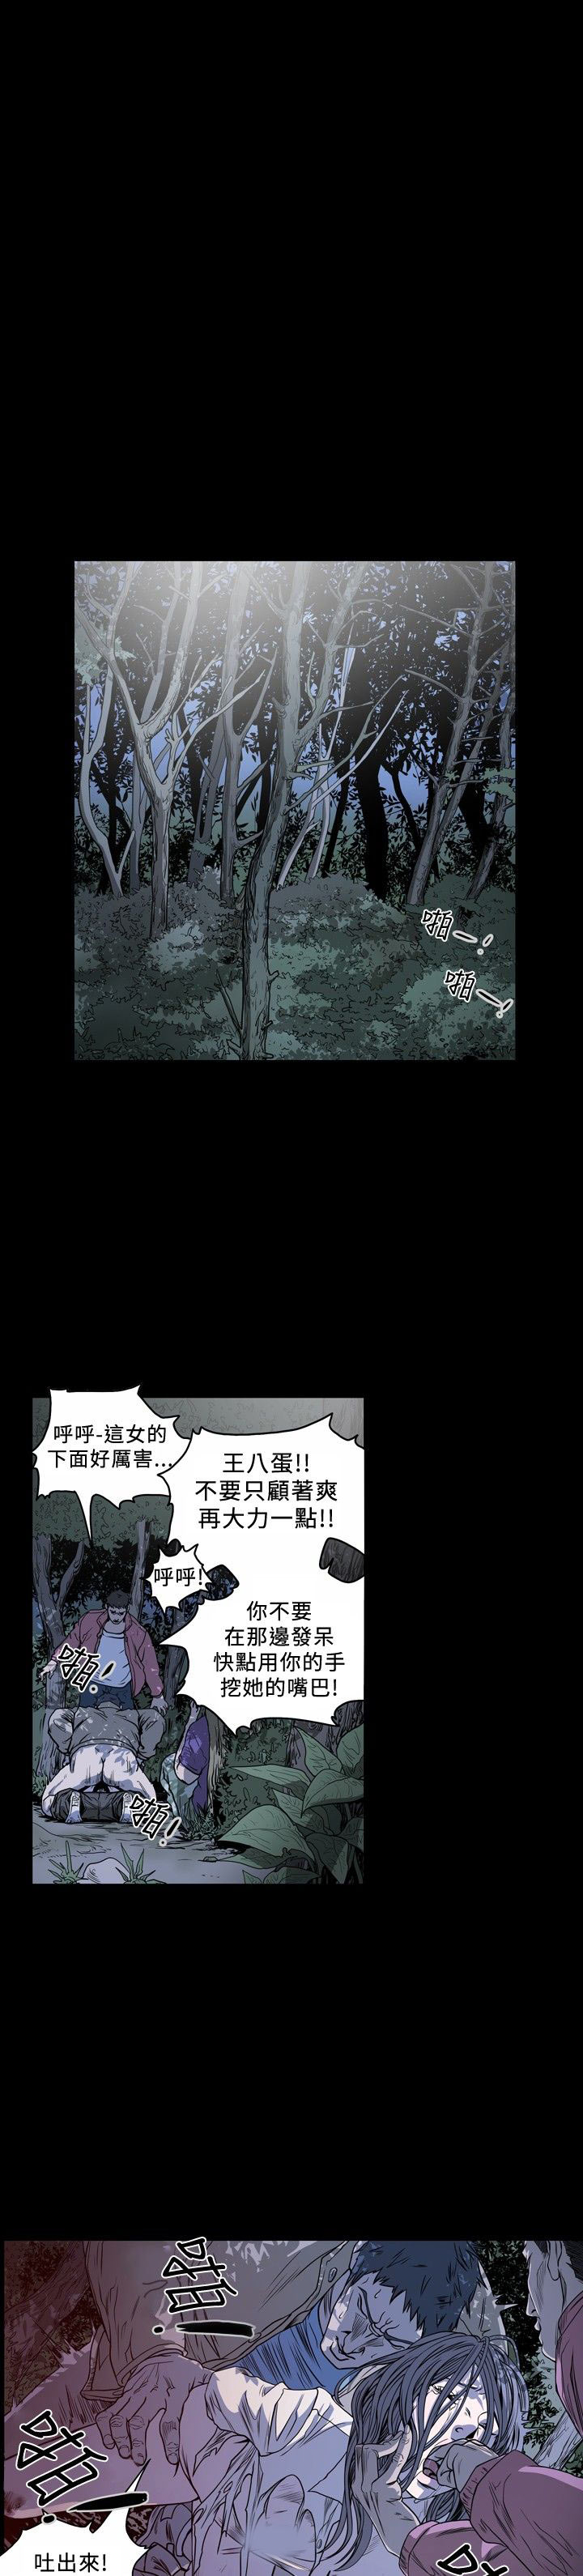 啪—!
啪—!
呼呼-這女的
下面好厲害...
王八蛋!!
不要只顧著爽
再大力一點!!
呼呼!
你不要
在那邊發呆
快點用你的手
挖她的嘴巴!
啪!
啪!
啪—
啪—
吐出來!